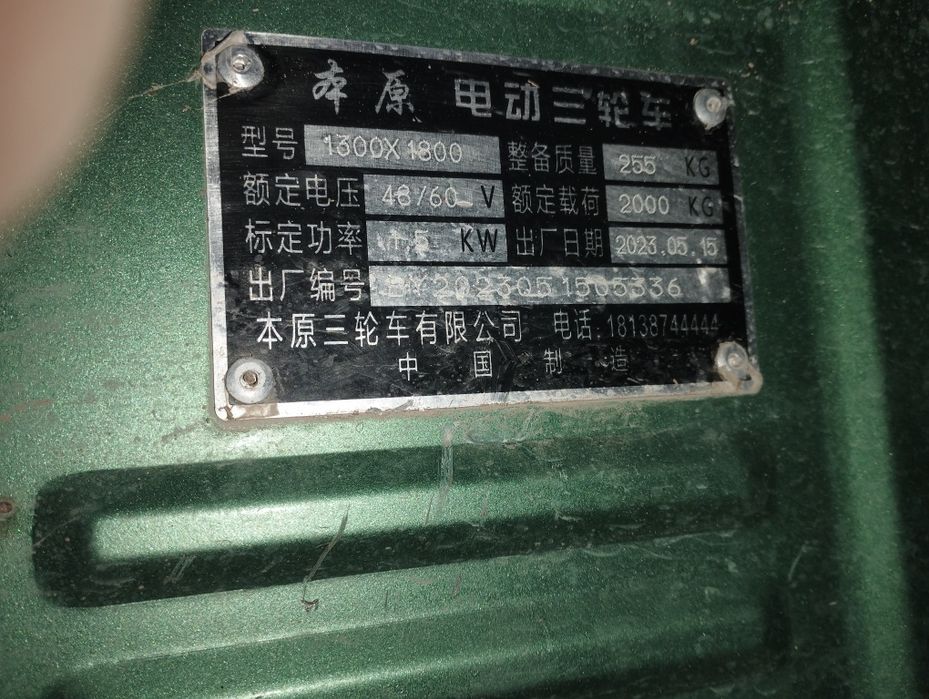 本原 电动三轮车
型号 1300X1800 整备质量 255 KG
额定电压 48/60 V 额定载荷 2000 KG
标定功率 1.5 KW 出厂日期 2023.05.15
出厂编号 BY2023051505336
本原三轮车有限公司 电话:18138744444
中国制造